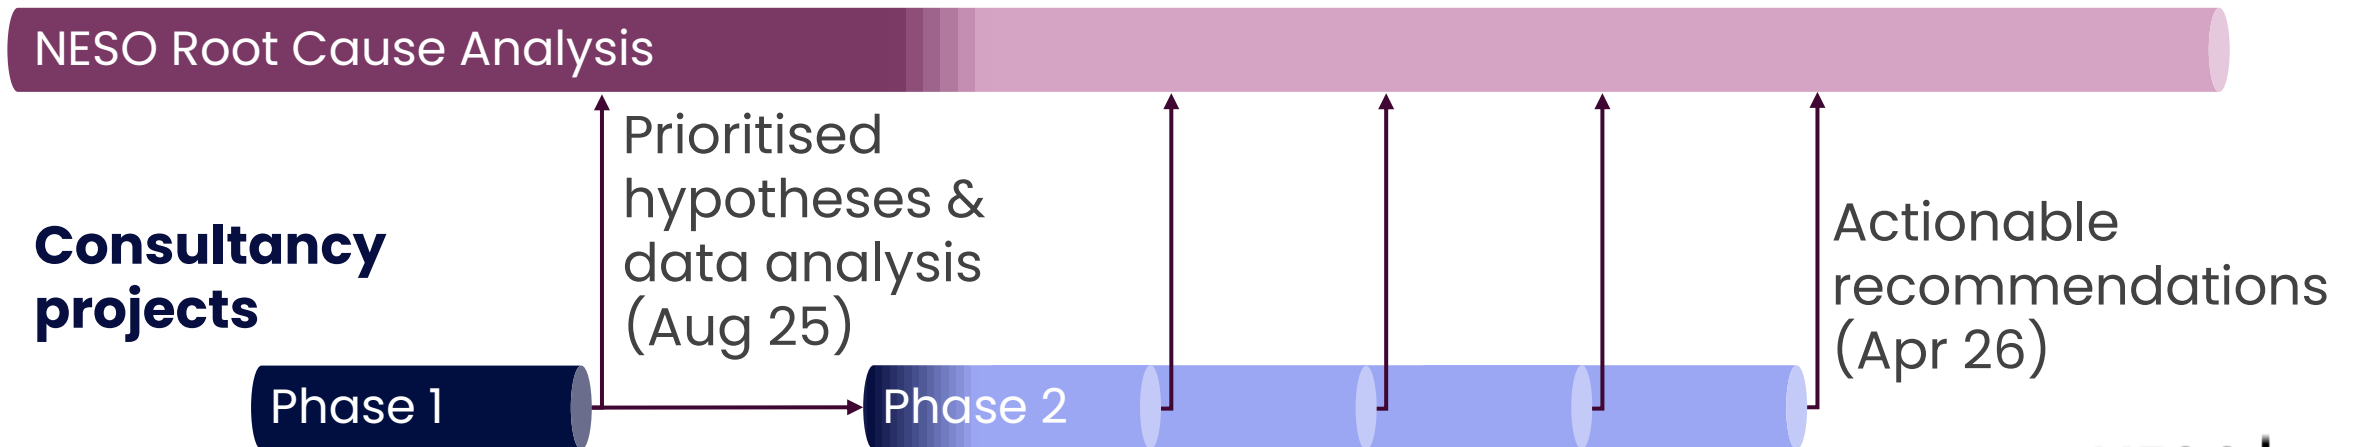 NESO Root Cause Analysis
Prioritised
hypotheses &
data analysis
(Aug 25)
Consultancy
projects
Actionable
recommendations
(Apr 26)
Phase 1
Phase 2